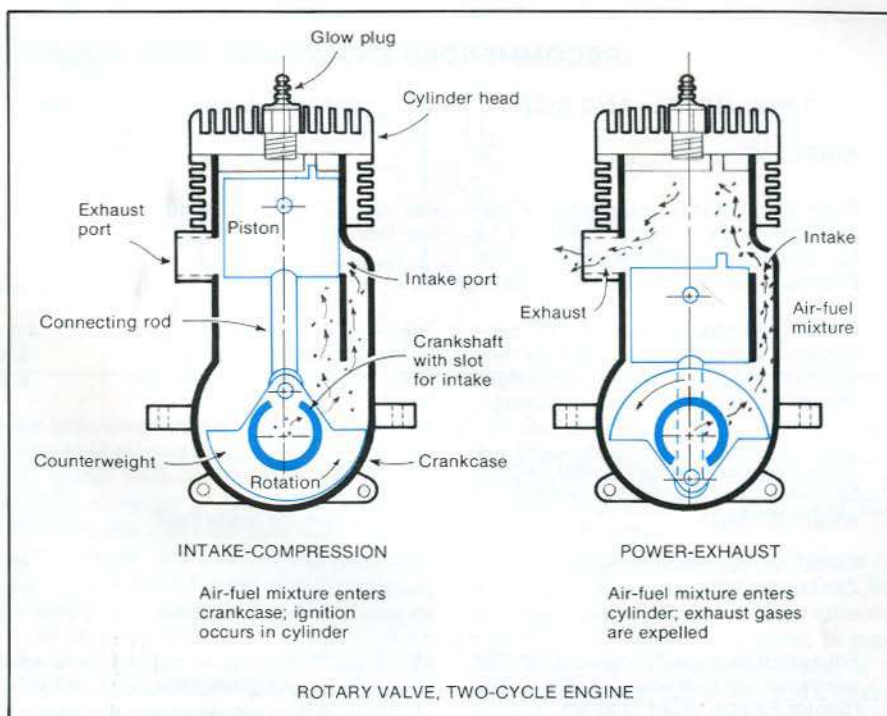 Glow plug
Cylinder head
Exhaust
port
Piston
Intake port
Connecting rod
Crankshaft
with slot
for intake
Counterweight
Rotation
Crankcase
INTAKE-COMPRESSION
Air-fuel mixture enters
crankcase; ignition
occurs in cylinder
Intake
Exhaust
Air-fuel
mixture
POWER-EXHAUST
Air-fuel mixture enters
cylinder; exhaust gases
are expelled
ROTARY VALVE, TWO-CYCLE ENGINE